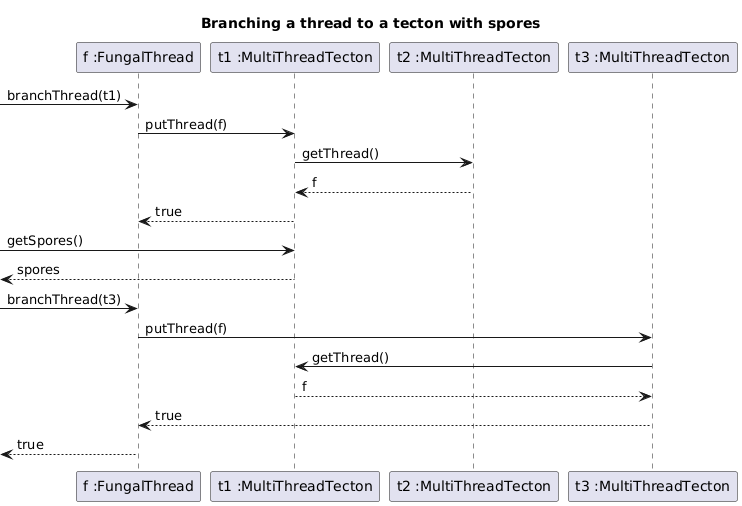 Branching a thread to a tecton with spores
f :FungalThread t1 :MultiThreadTecton t2 :MultiThreadTecton t3 :MultiThreadTecton
branchThread(t1)
putThread(f)
getThread()
f
true
getSpores()
spores
branchThread(t3)
putThread(f)
getThread()
f
true
true
f :FungalThread t1 :MultiThreadTecton t2 :MultiThreadTecton t3 :MultiThreadTecton